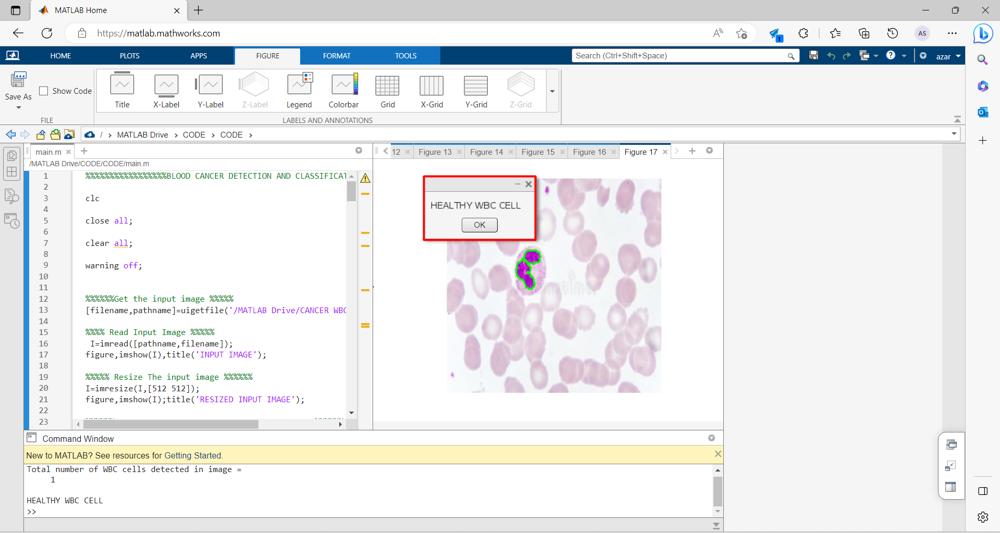 MATLAB Home
https://matlab.mathworks.com
1
AS
HOME PLOTS APPS FIGURE FORMAT TOOLS
Search (Ctrl+Shift+Space)
azar
Save As
Show Code
Title X-Label Y-Label Z-Label Legend Colorbar Grid X-Grid Y-Grid Z-Grid
FILE LABELS AND ANNOTATIONS
/ › MATLAB Drive › CODE › CODE ›
main.m
12 Figure 13 Figure 14 Figure 15 Figure 16 Figure 17
/MATLAB Drive/CODE/CODE/main.m
1 %%%%%%%%%%%%%%%%%BLOOD CANCER DETECTION AND CLASSIFICAT
2
3 clc
4
5 close all;
6
7 clear all;
8
9 warning off;
10
11
12 %%%%%%Get the input image %%%%%
13 [filename,pathname]=uigetfile('/MATLAB Drive/CANCER WBC
14
15 %%%% Read Input Image %%%%%
16 I=imread([pathname,filename]);
17 figure,imshow(I),title('INPUT IMAGE');
18
19 %%%%% Resize The input image %%%%%%
20 I=imresize(I,[512 512]);
21 figure,imshow(I);title('RESIZED INPUT IMAGE');
22
23
HEALTHY WBC CELL
OK
Command Window
New to MATLAB? See resources for Getting Started.
Total number of WBC cells detected in image =
1
HEALTHY WBC CELL
>>